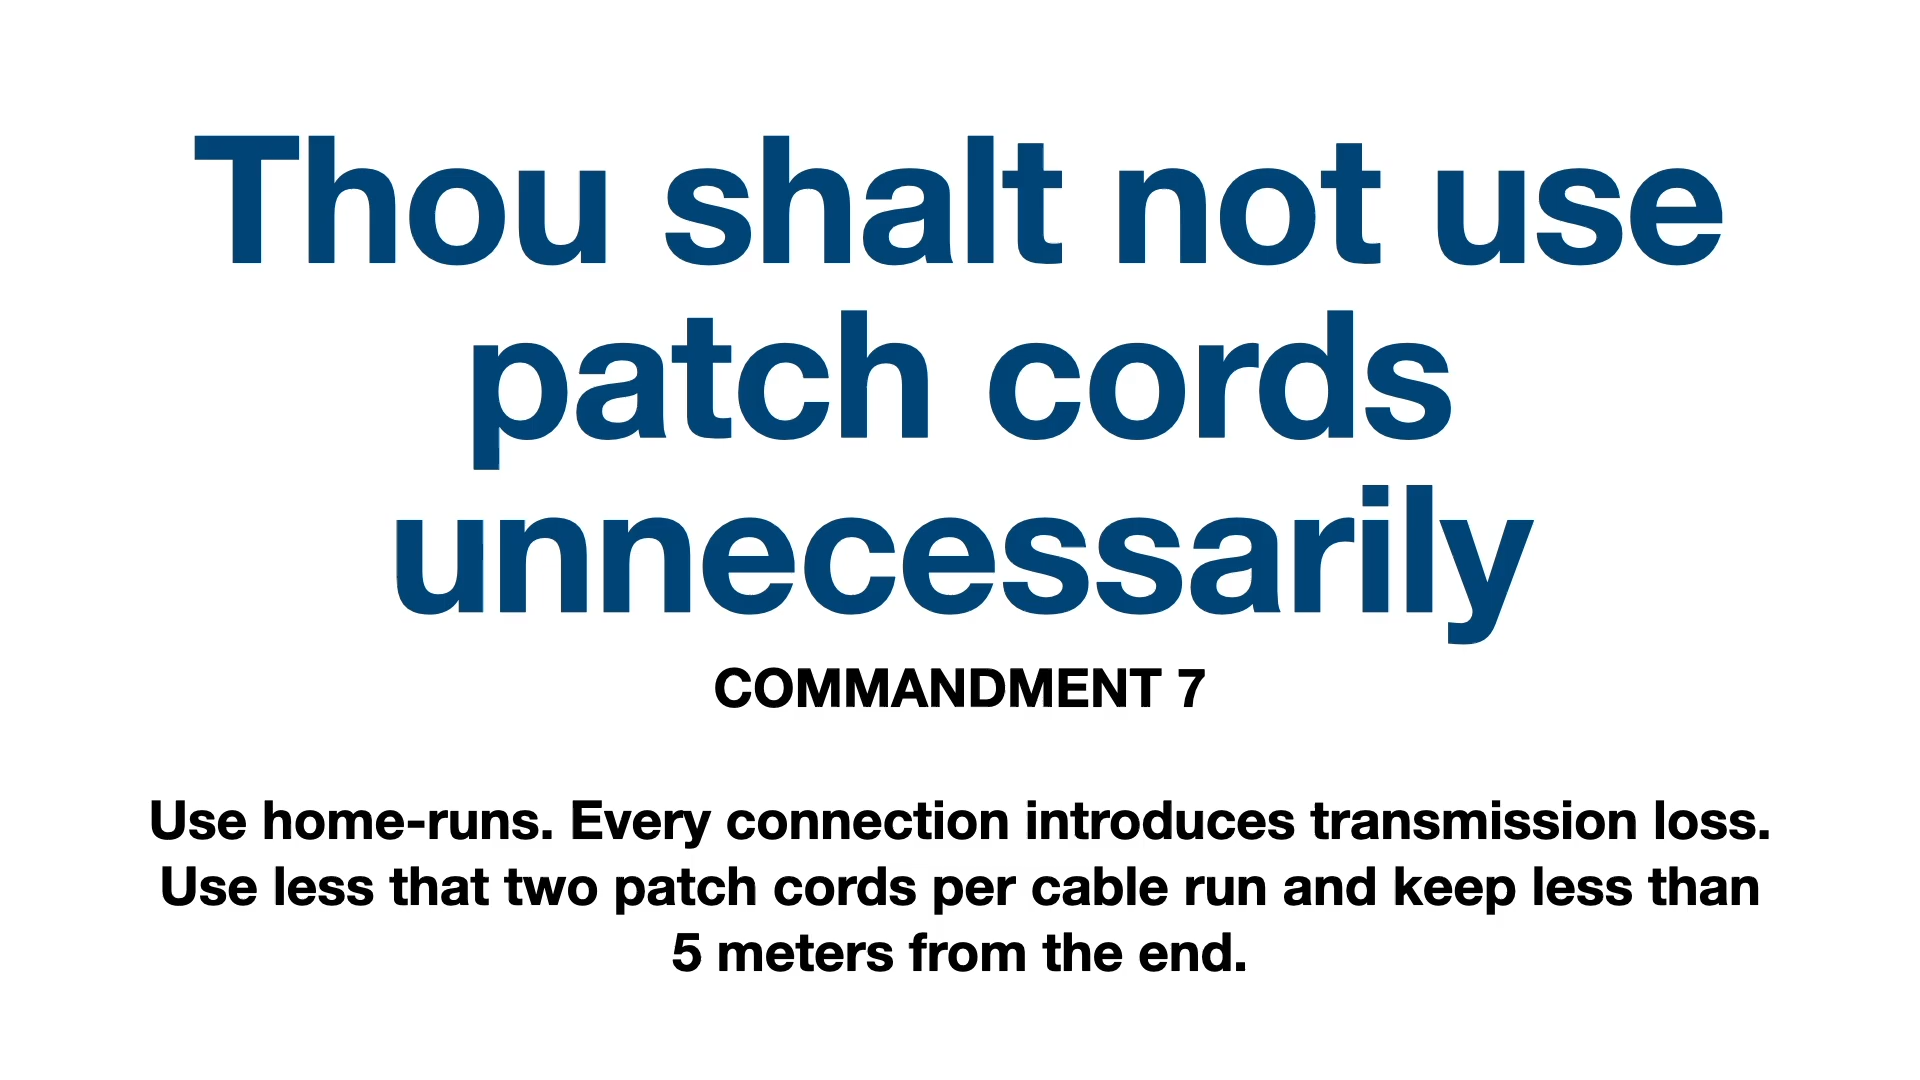 Thou shalt not use
patch cords
unnecessarily
COMMANDMENT 7
Use home-runs. Every connection introduces transmission loss.
Use less that two patch cords per cable run and keep less than
5 meters from the end.